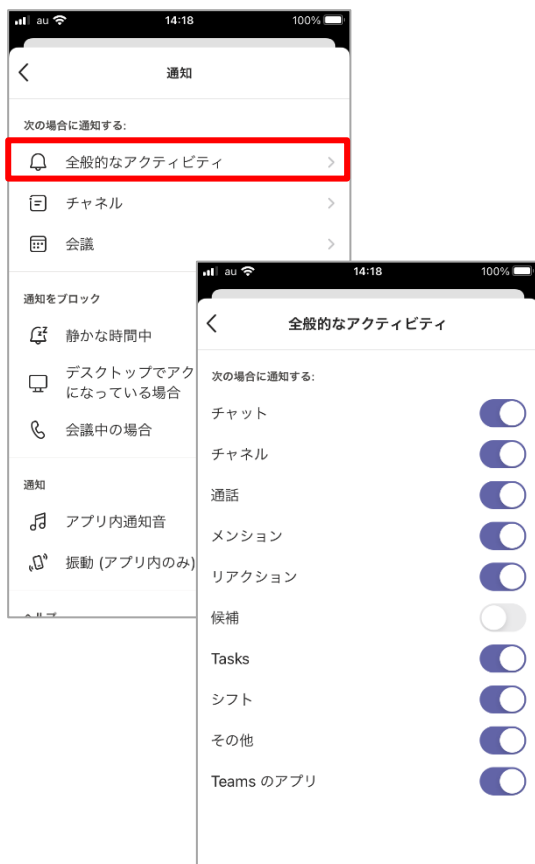 au 14:18 100%
通知
次の場合に通知する:
全般的なアクティビティ
チャネル
会議
通知をブロック
静かな時間中
デスクトップでアク
になっている場合
会議中の場合
通知
アプリ内通知音
振動 (アプリ内のみ)
au 14:18 100%
全般的なアクティビティ
次の場合に通知する:
チャット
チャネル
通話
メンション
リアクション
候補
Tasks
シフト
その他
Teams のアプリ